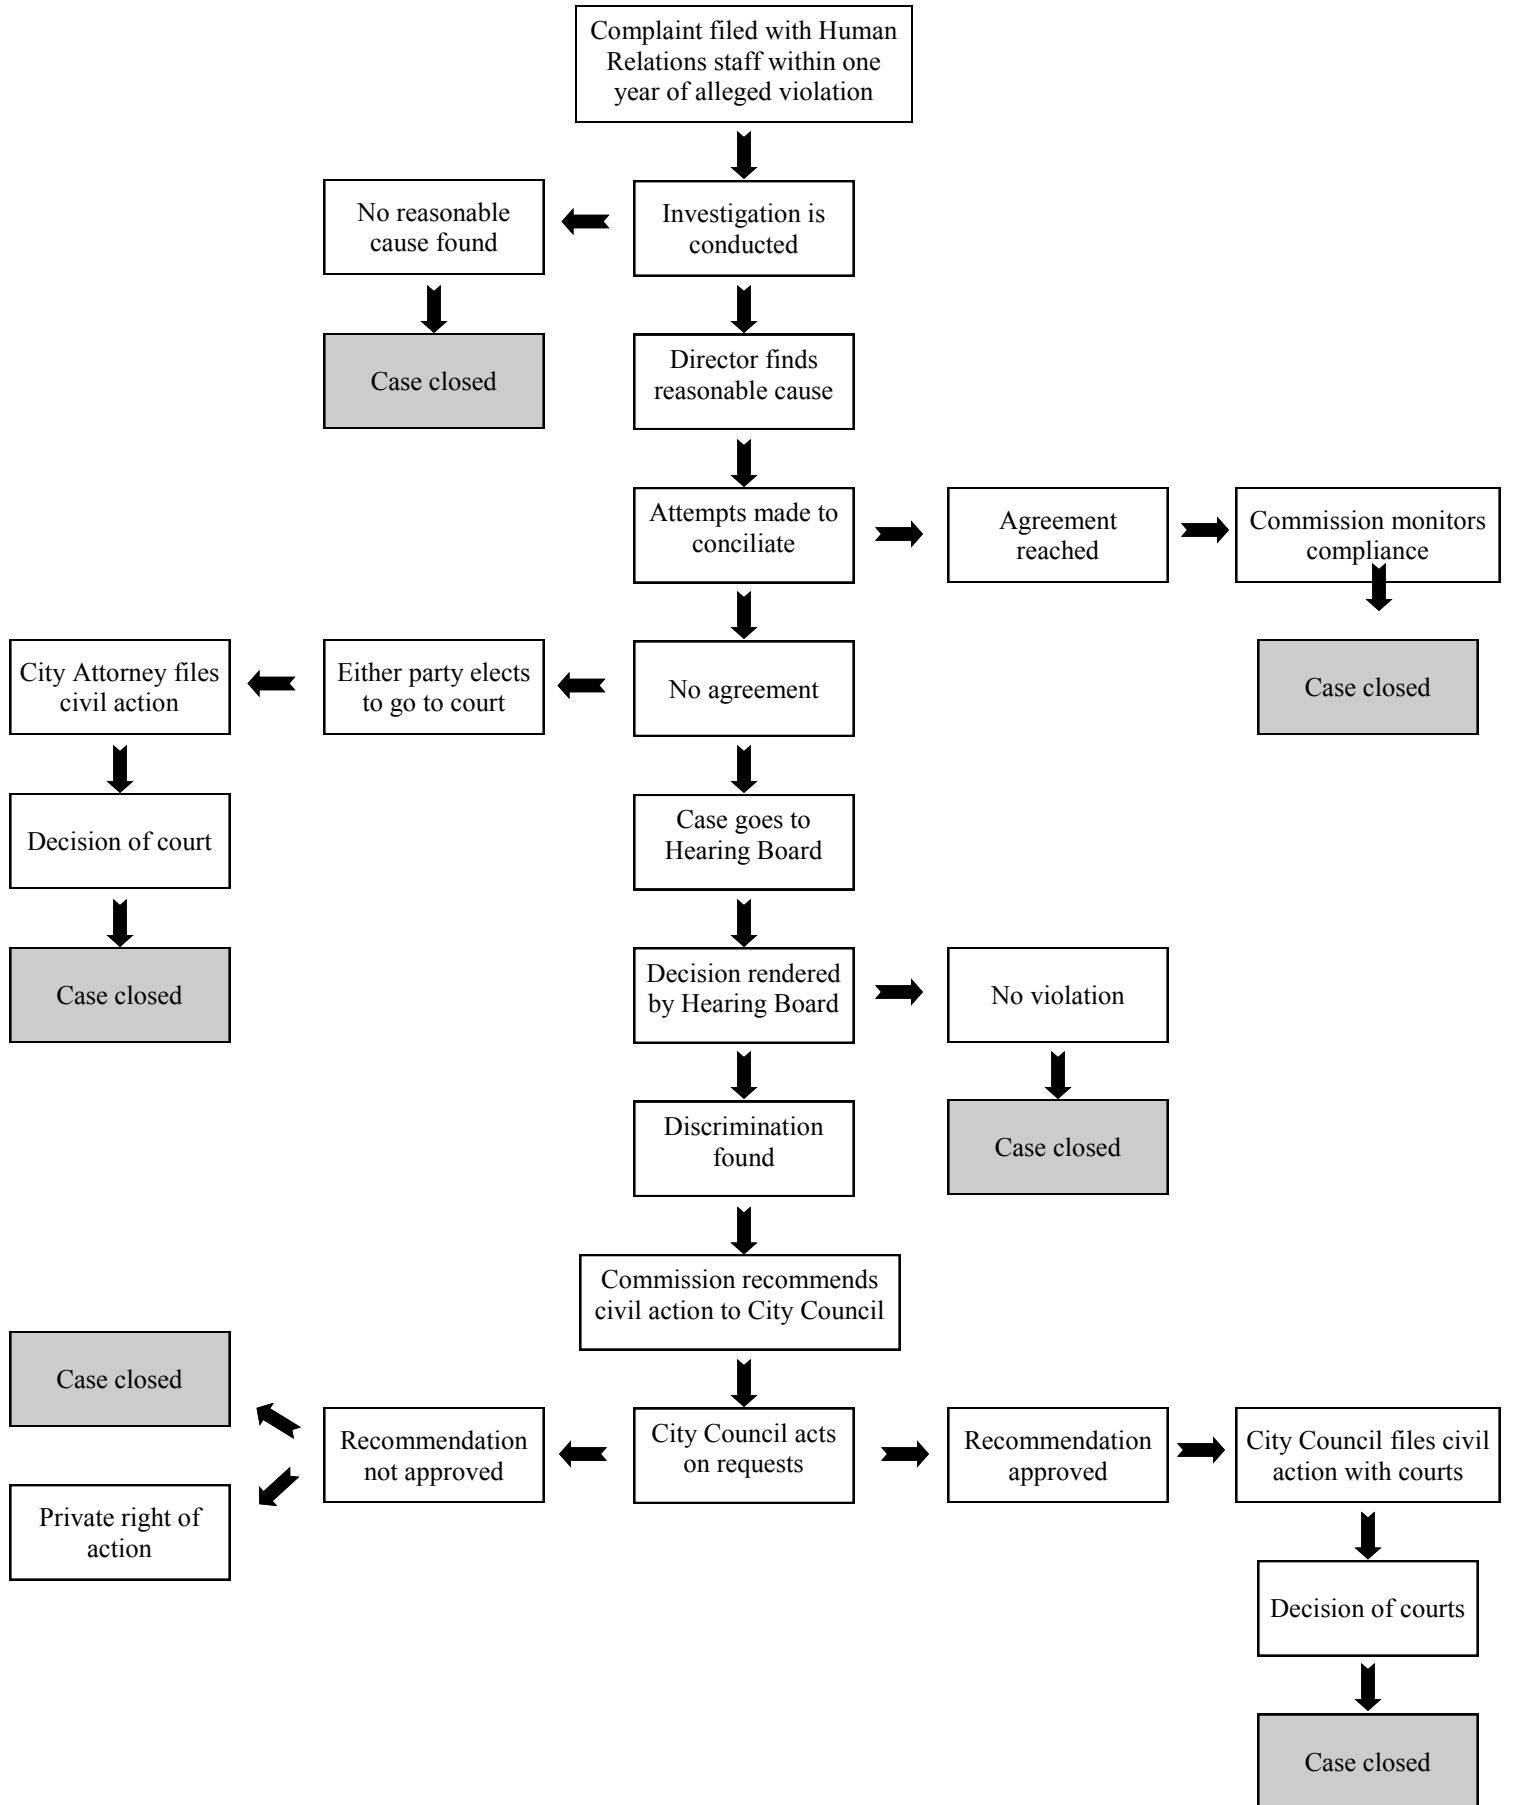 Complaint filed with Human
Relations staff within one
year of alleged violation
No reasonable
cause found
Investigation is
conducted
Case closed
Director finds
reasonable cause
Attempts made to
conciliate
Agreement
reached
Commission monitors
compliance
City Attorney files
civil action
Either party elects
to go to court
No agreement
Case closed
Decision of court
Case goes to
Hearing Board
Case closed
Decision rendered
by Hearing Board
No violation
Discrimination
found
Case closed
Commission recommends
civil action to City Council
Case closed
Recommendation
not approved
City Council acts
on requests
Recommendation
approved
City Council files civil
action with courts
Private right of
action
Decision of courts
Case closed